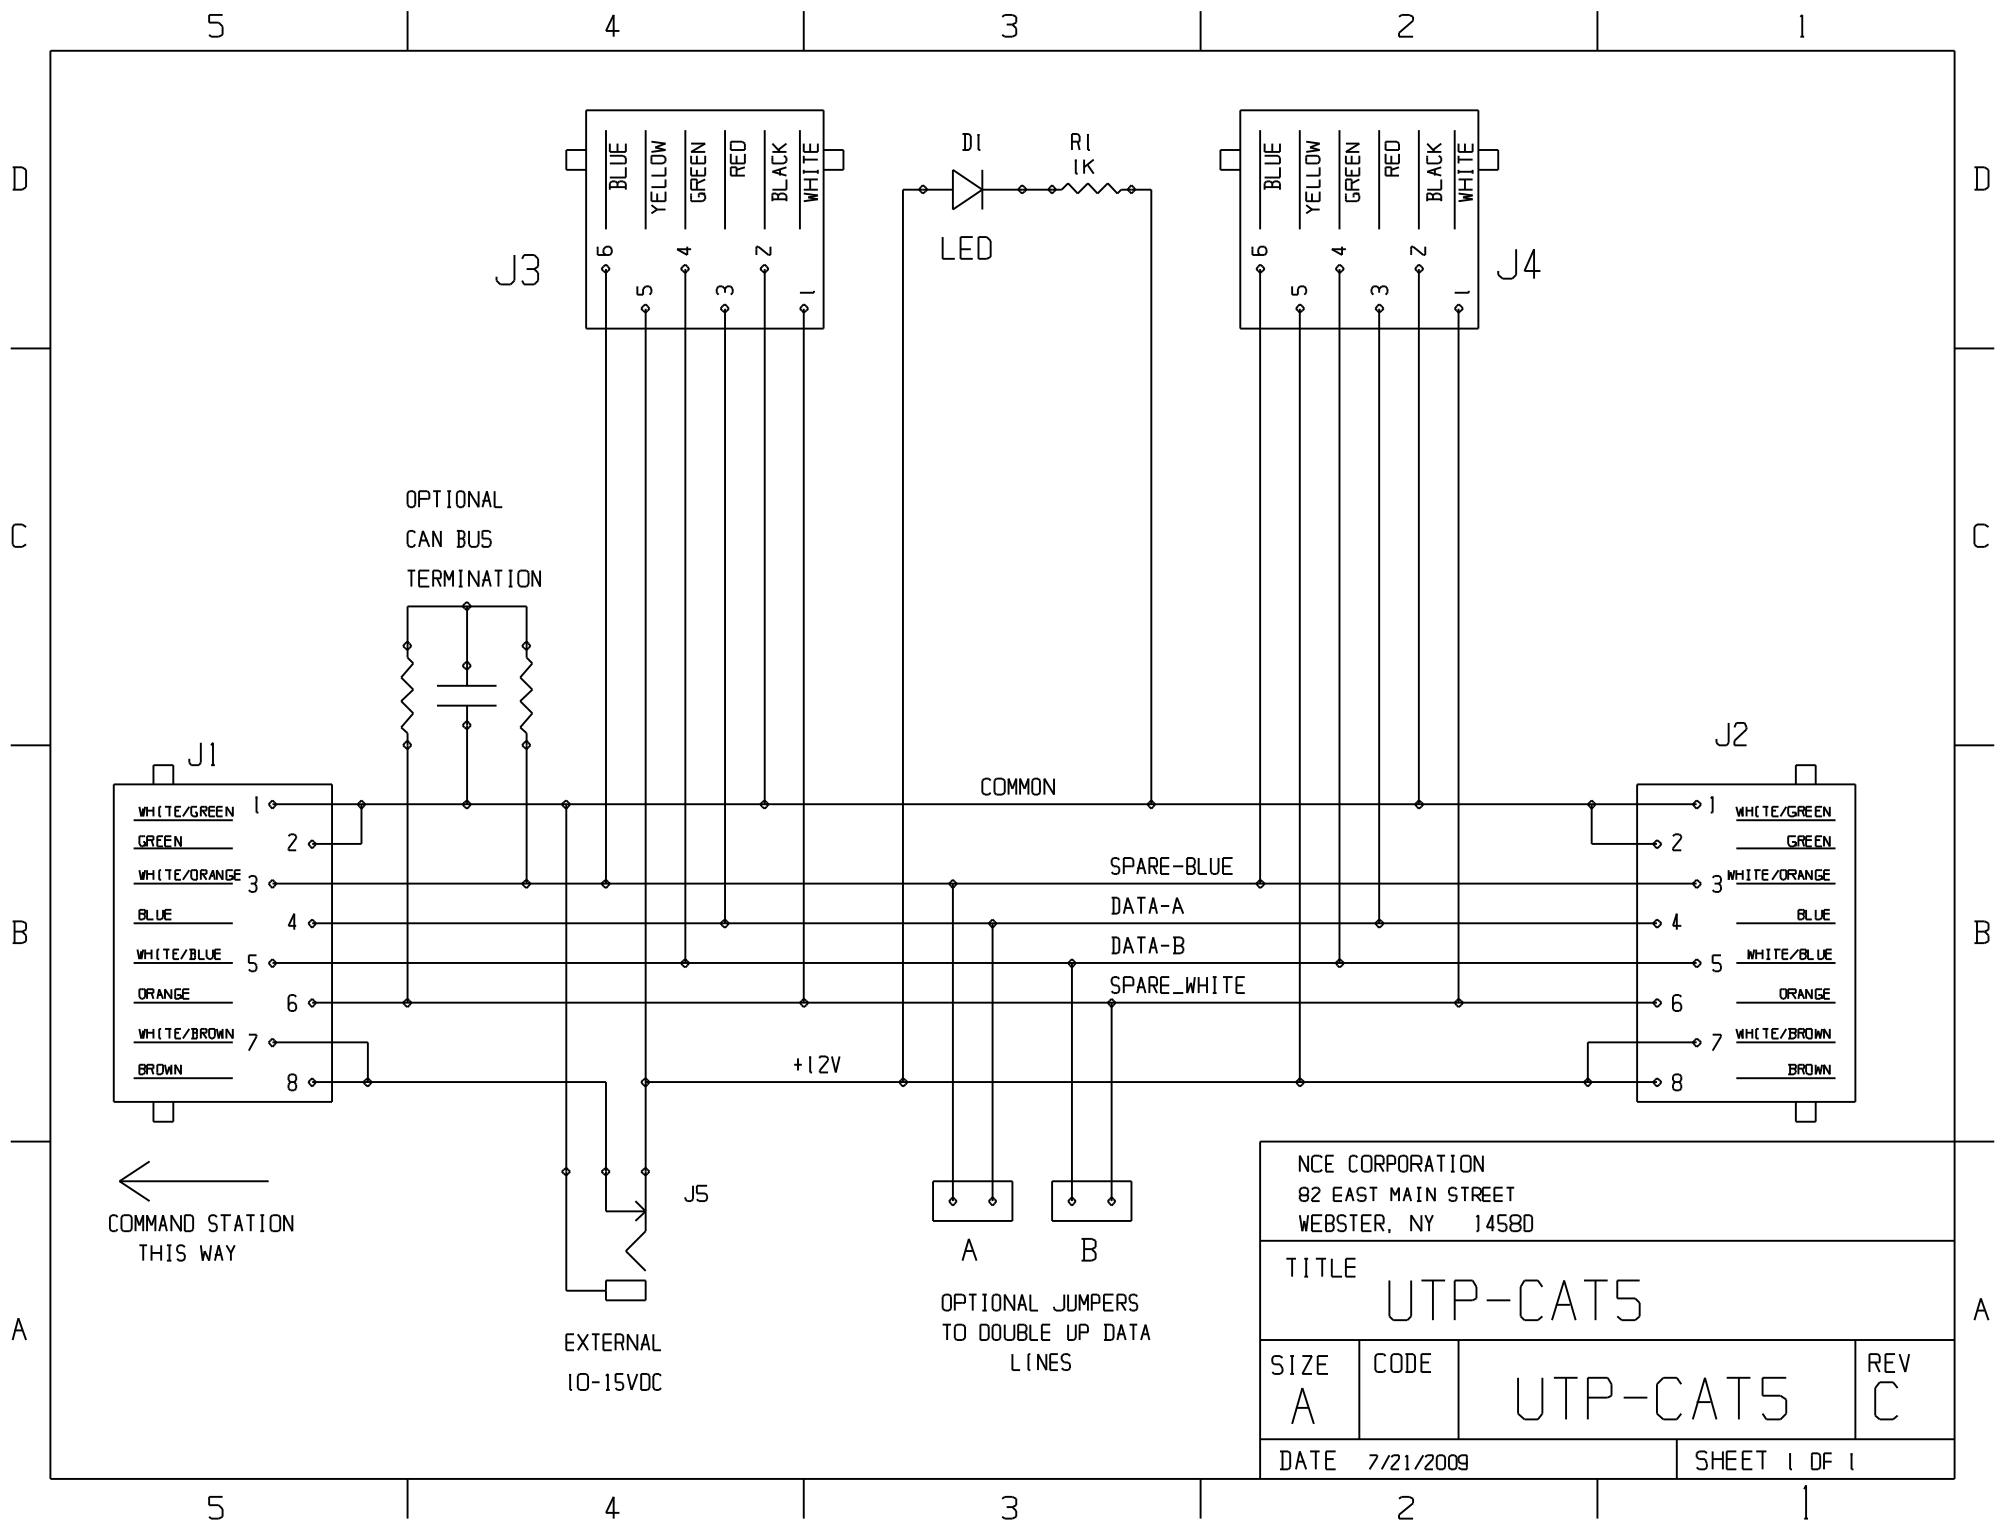 5 4 3 2 1
D
D
C
C
B
B
A
A
J3
BLUE
YELLOW
GREEN
RED
BLACK
WHITE
6
5
4
3
2
1
D1
LED
R1
1K
J4
BLUE
YELLOW
GREEN
RED
BLACK
WHITE
6
5
4
3
2
1
OPTIONAL
CAN BUS
TERMINATION
J1
WHITE/GREEN 1
GREEN 2
WHITE/ORANGE 3
BLUE 4
WHITE/BLUE 5
ORANGE 6
WHITE/BROWN 7
BROWN 8
COMMON
SPARE-BLUE
DATA-A
DATA-B
SPARE_WHITE
+12V
J2
1 WHITE/GREEN
2 GREEN
3 WHITE/ORANGE
4 BLUE
5 WHITE/BLUE
6 ORANGE
7 WHITE/BROWN
8 BROWN
COMMAND STATION
THIS WAY
J5
EXTERNAL
10-15VDC
A B
OPTIONAL JUMPERS
TO DOUBLE UP DATA
LINES
NCE CORPORATION
82 EAST MAIN STREET
WEBSTER, NY 14580
TITLE
UTP-CAT5
SIZE
A
CODE
UTP-CAT5
REV
C
DATE 7/21/2009
SHEET 1 OF 1
5 4 3 2 1